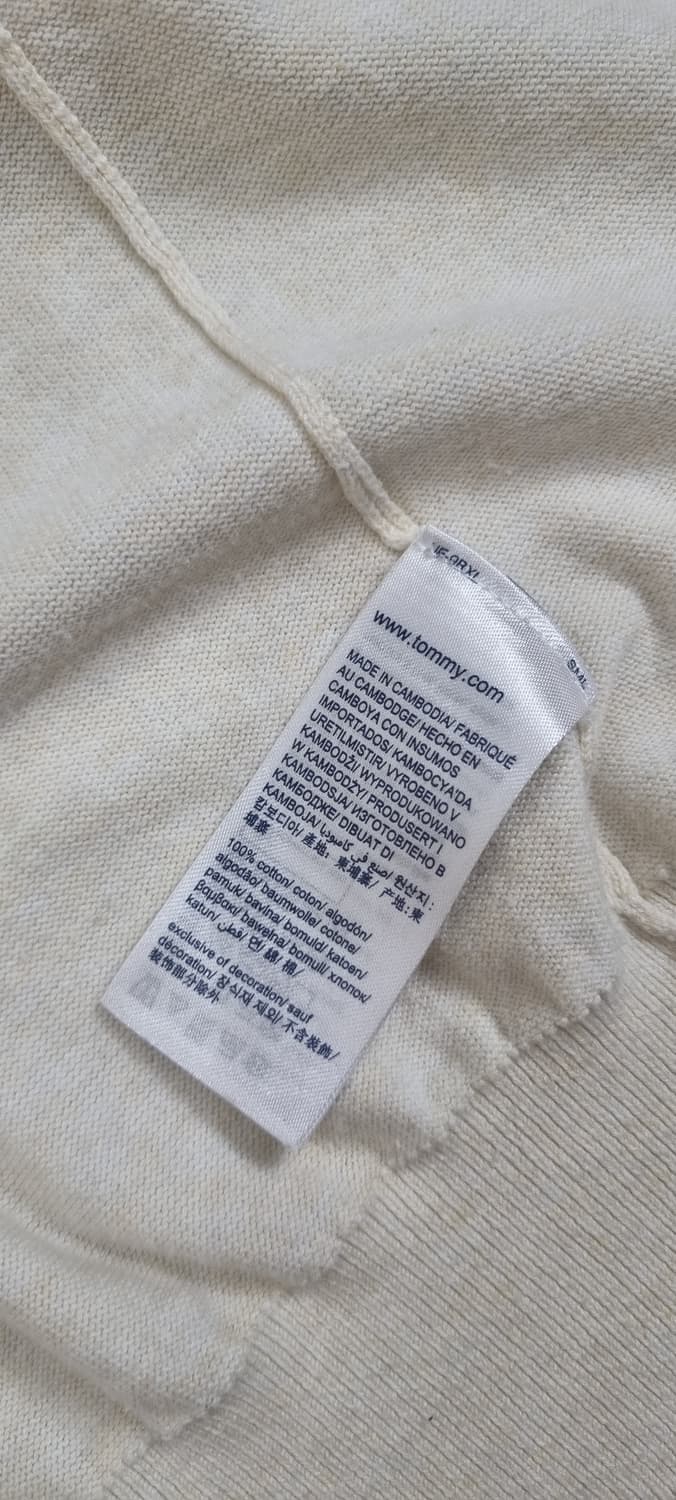 www.tommy.com
MADE IN CAMBODIA/ FABRIQUÉ
AU CAMBODGE/ HECHO EN
CAMBOYA CON INSUMOS
IMPORTADOS/ KAMBOCYA'DA
URETILMISTIR/ VYROBENO V
KAMBODŽI/ WYPRODUKOWANO
W KAMBODŻY/ PRODUSERT I
KAMBODSJA/ ИЗГОТОВЛЕНО В
КАМБОДЖЕ/ DIBUAT DI
KAMBOJA/ صنع في كامبوديا/ 원산지:
캄보디아/ 產地: 柬埔寨/ 产地: 柬
埔寨
100% cotton/ coton/ algodón/
algodão/ baumwolle/ cotone/
pamuk/ bavlna/ bomuld/ katoen/
βαμβακι/ bawełna/ bomull/ хлопок/
katun/ قطن/ 면/ 綿/ 棉/
exclusive of decoration/ sauf
décoration/ 장식재 제외/ 不含裝飾/
装饰部分除外